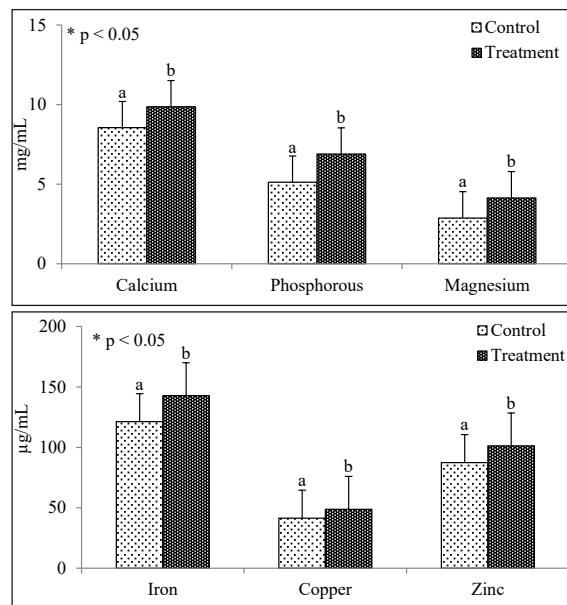 * p < 0.05
Control
Treatment
15
10
5
0
mg/mL
a b a b a b
Calcium Phosphorous Magnesium
* p < 0.05
Control
Treatment
200
150
100
50
0
µg/mL
a b a b a b
Iron Copper Zinc